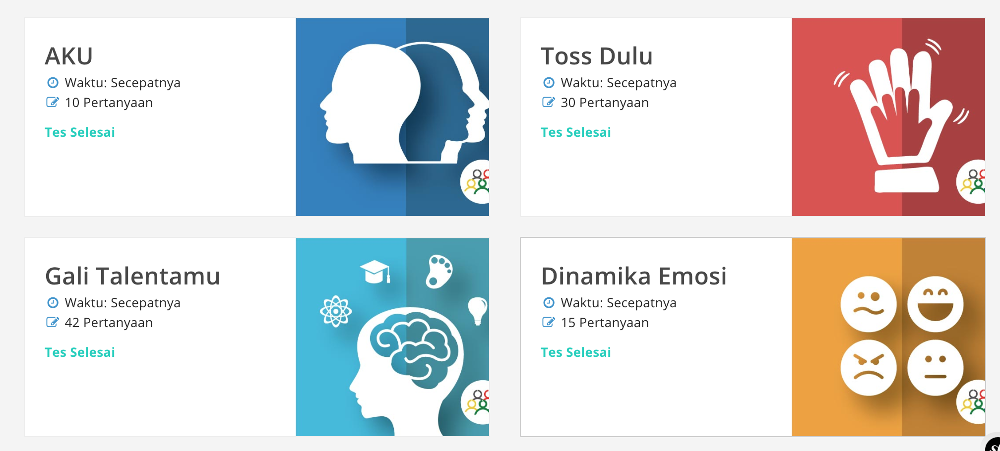 AKU
Waktu: Secepatnya
10 Pertanyaan
Tes Selesai
Toss Dulu
Waktu: Secepatnya
30 Pertanyaan
Tes Selesai
Gali Talentamu
Waktu: Secepatnya
42 Pertanyaan
Tes Selesai
Dinamika Emosi
Waktu: Secepatnya
15 Pertanyaan
Tes Selesai